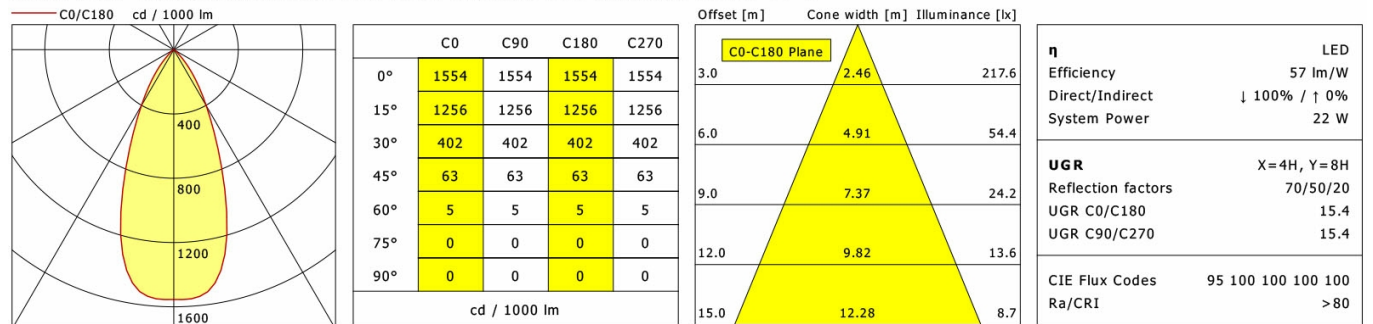 C0/C180 cd / 1000 lm
400
800
1200
1600
C0 C90 C180 C270
0° 1554 1554 1554 1554
15° 1256 1256 1256 1256
30° 402 402 402 402
45° 63 63 63 63
60° 5 5 5 5
75° 0 0 0 0
90° 0 0 0 0
cd / 1000 lm
Offset [m] Cone width [m] Illuminance [lx]
C0-C180 Plane
3.0 2.46 217.6
6.0 4.91 54.4
9.0 7.37 24.2
12.0 9.82 13.6
15.0 12.28 8.7
η LED
Efficiency 57 lm/W
Direct/Indirect ↓ 100% / ↑ 0%
System Power 22 W
UGR X=4H, Y=8H
Reflection factors 70/50/20
UGR C0/C180 15.4
UGR C90/C270 15.4
CIE Flux Codes 95 100 100 100 100
Ra/CRI >80